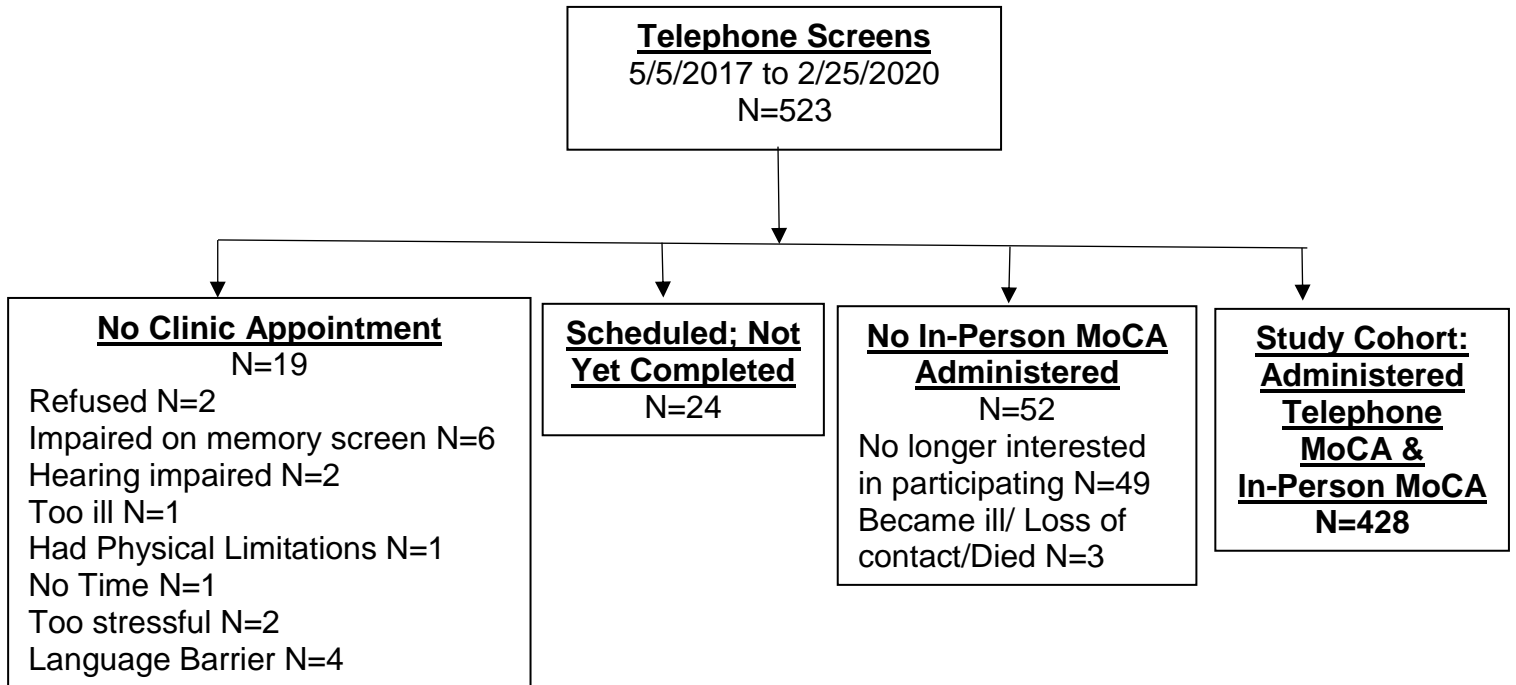 Telephone Screens
5/5/2017 to 2/25/2020
N=523
No Clinic Appointment
N=19
Refused N=2
Impaired on memory screen N=6
Hearing impaired N=2
Too ill N=1
Had Physical Limitations N=1
No Time N=1
Too stressful N=2
Language Barrier N=4
Scheduled; Not
Yet Completed
N=24
No In-Person MoCA
Administered
N=52
No longer interested
in participating N=49
Became ill/ Loss of
contact/Died N=3
Study Cohort:
Administered
Telephone
MoCA &
In-Person MoCA
N=428